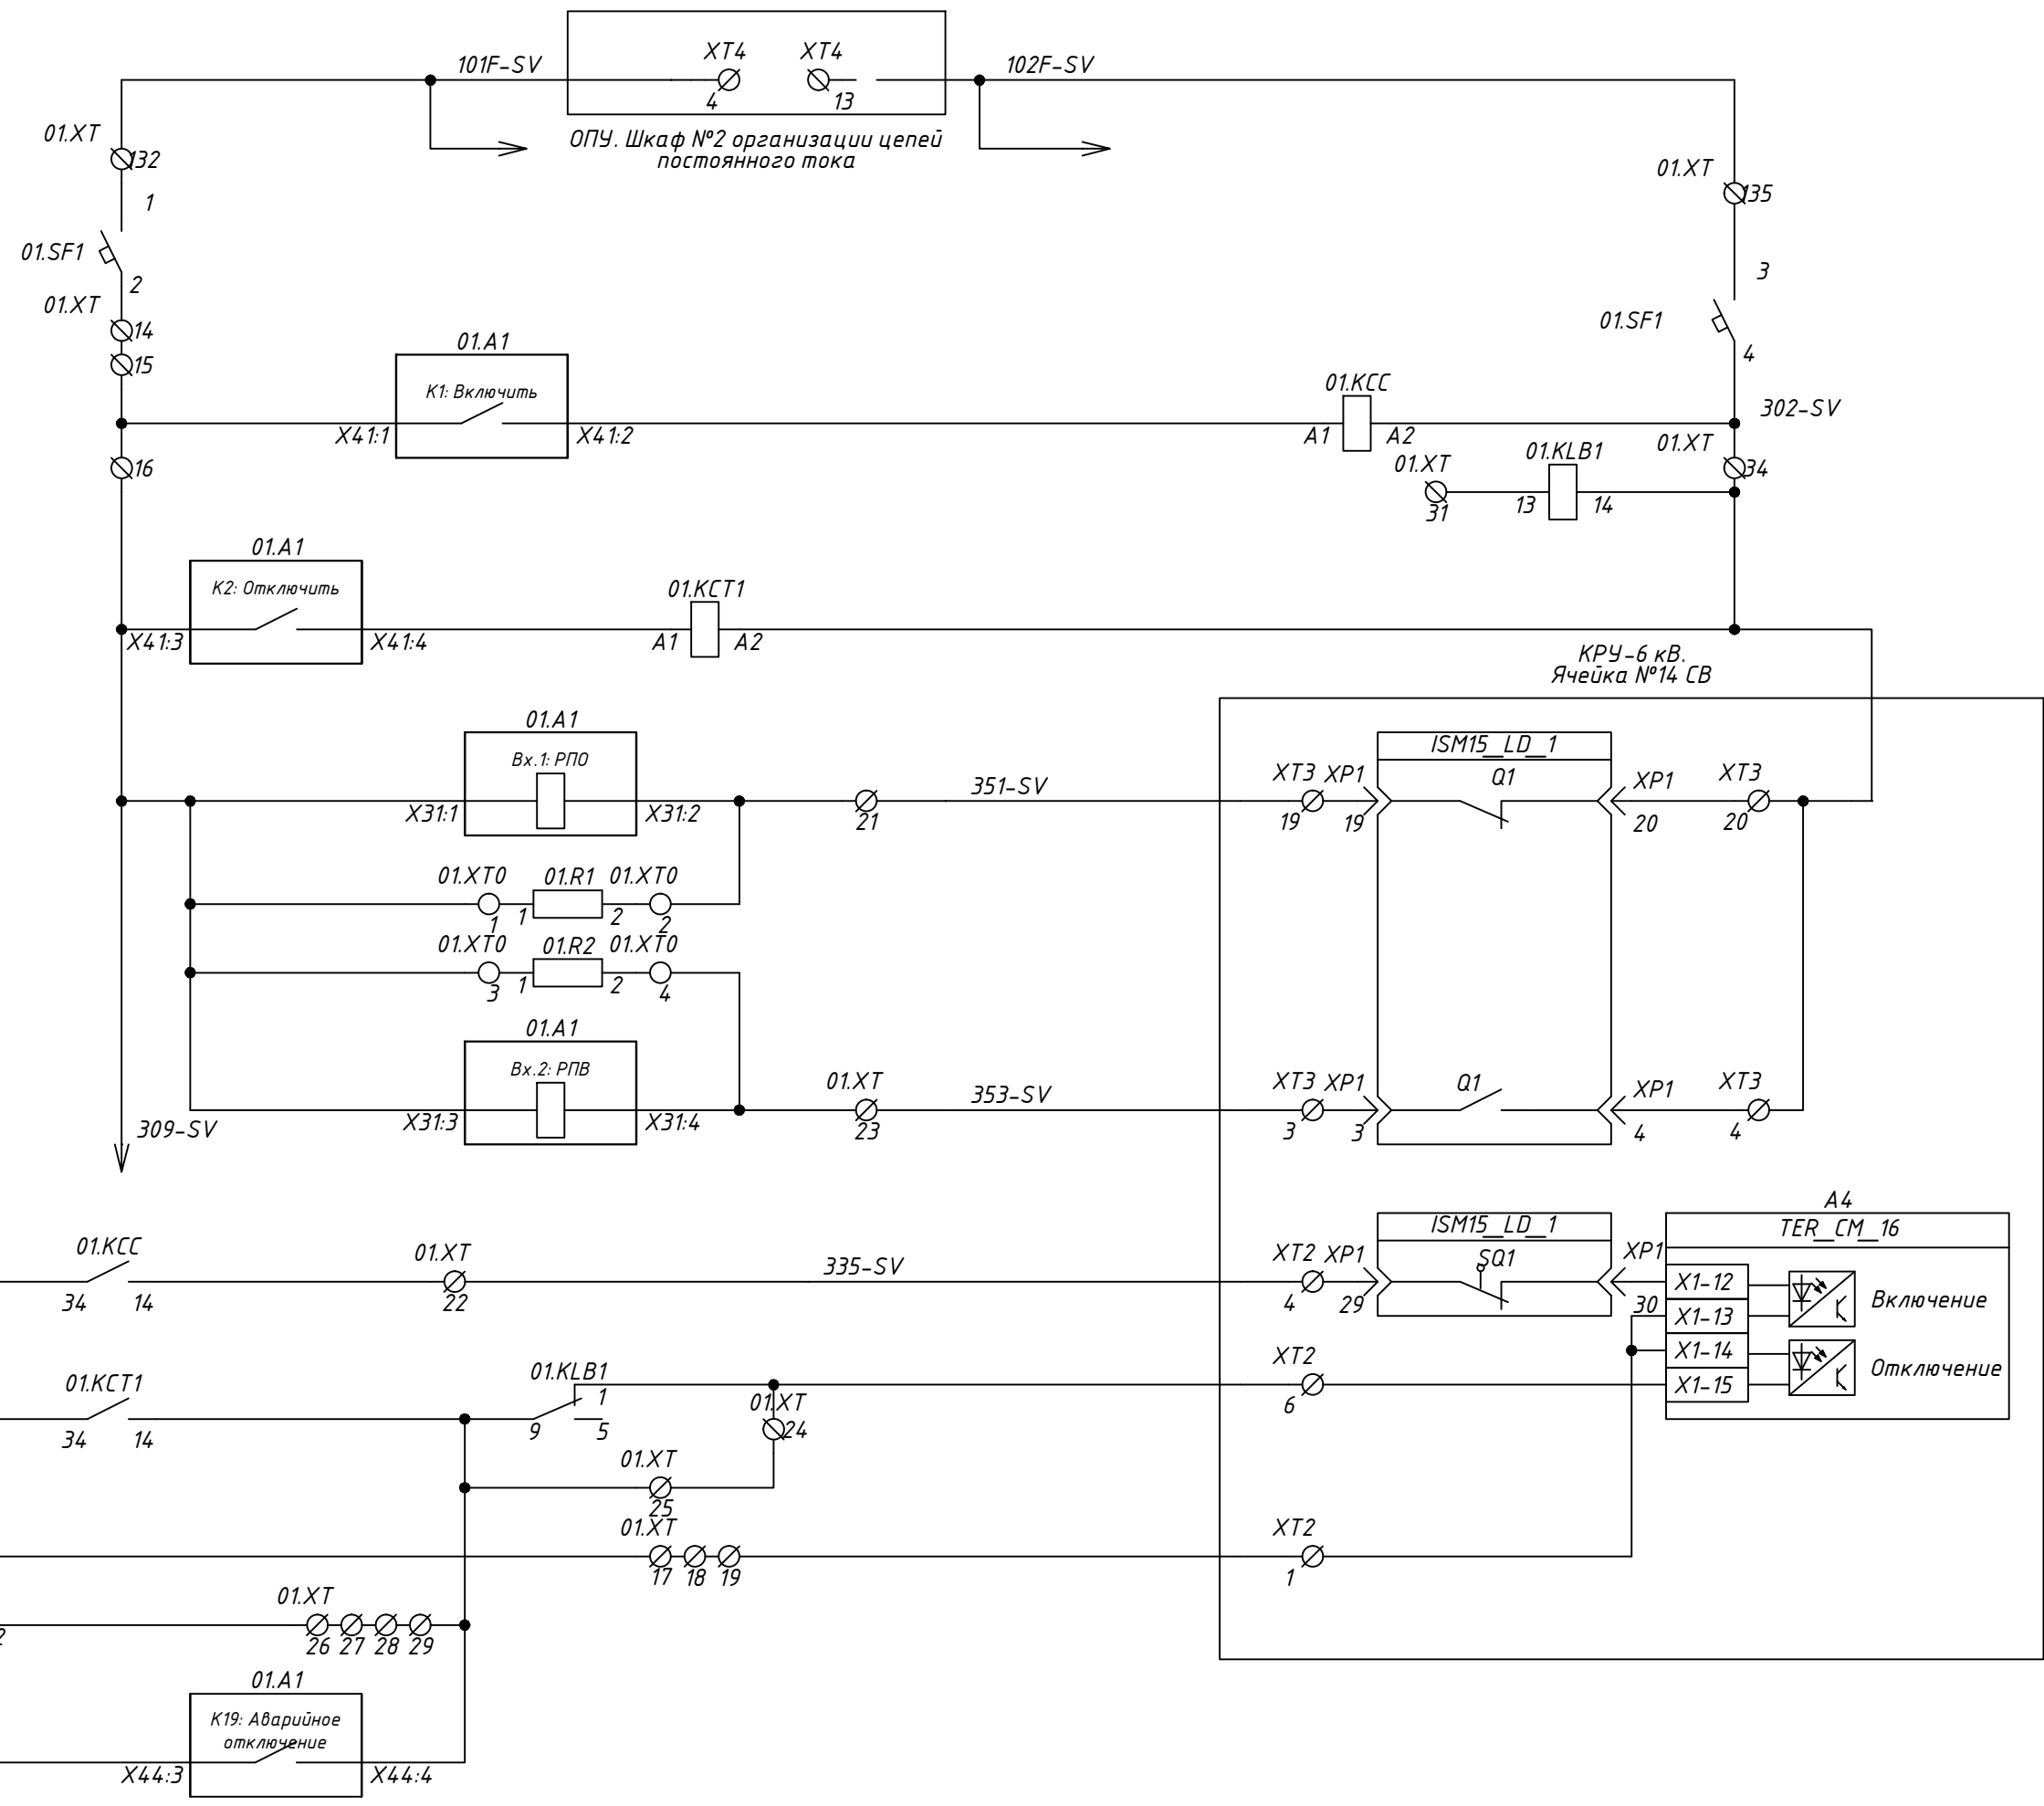 101F-SV
XT4
XT4
102F-SV
4
13
ОПУ. Шкаф №2 организации цепей
постоянного тока
01.XT
132
1
01.SF1
2
01.XT
14
15
01.XT
135
3
01.SF1
4
01.A1
K1: Включить
X41:1
X41:2
01.KCC
A1
A2
302-SV
16
01.XT
34
01.XT
31
01.KLB1
13
14
01.A1
K2: Отключить
X41:3
X41:4
01.KCT1
A1
A2
КРУ-6 кВ.
Ячейка №14 СВ
01.A1
Вх.1: РПО
X31:1
X31:2
21
351-SV
XT3
XP1
19
19
ISM15_LD_1
Q1
XP1
XT3
20
20
01.XT0
01.R1
01.XT0
1
1
2
2
01.XT0
01.R2
01.XT0
3
1
2
4
01.A1
Вх.2: РПВ
X31:3
X31:4
01.XT
23
353-SV
XT3
XP1
3
3
Q1
XP1
XT3
4
4
309-SV
A4
01.KCC
34
14
01.XT
22
335-SV
XT2
XP1
4
29
ISM15_LD_1
SQ1
XP1
30
TER_CM_16
X1-12
X1-13
X1-14
X1-15
Включение
Отключение
01.KCT1
34
14
01.KLB1
1
9
5
01.XT
24
XT2
6
01.XT
25
01.XT
17
18
19
XT2
1
2
01.XT
26
27
28
29
01.A1
K19: Аварийное
отключение
X44:3
X44:4